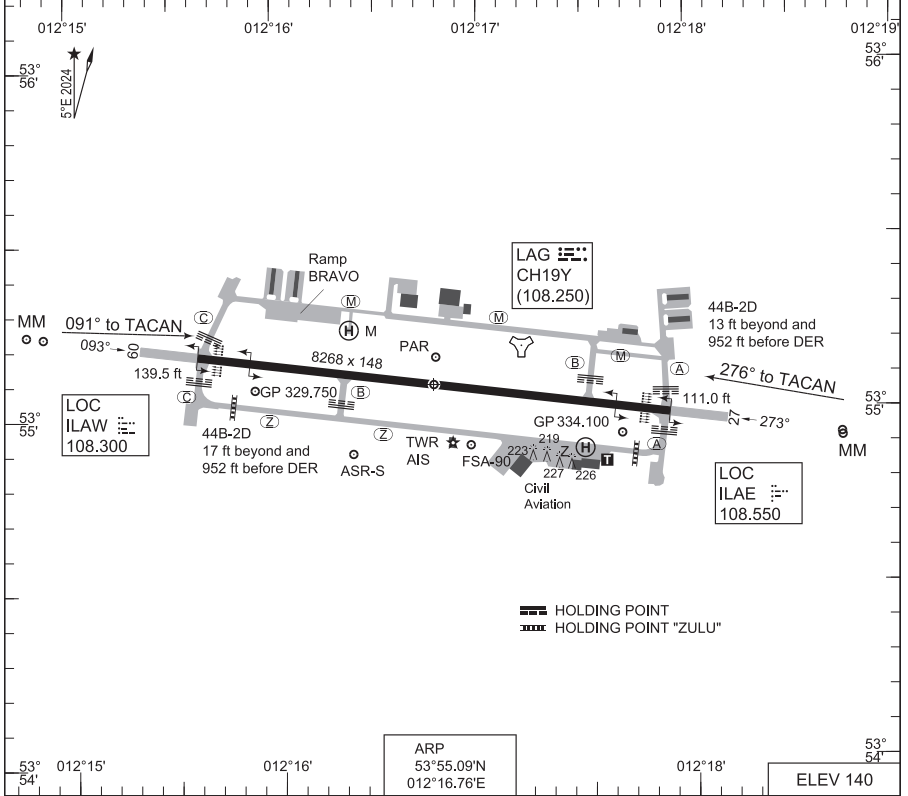 012°15'
012°16'
012°17'
012°18'
012°19'
53°
56'
53°
56'
5°E 2024
LAG
CH19Y
(108.250)
Ramp
BRAVO
M
M
H M
C
44B-2D
13 ft beyond and
952 ft before DER
MM
091° to TACAN
093°
09
PAR
B
M
A
276° to TACAN
8268 x 148
139.5 ft
111.0 ft
C
GP 329.750
B
27
273°
53°
55'
53°
55'
LOC
ILAW
108.300
Z
Z
44B-2D
17 ft beyond and
952 ft before DER
GP 334.100
TWR
AIS
ASR-S
FSA-90
219
223
Z
H
T
227
226
A
MM
Civil
Aviation
LOC
ILAE
108.550
HOLDING POINT
HOLDING POINT "ZULU"
53°
54'
53°
54'
012°15'
012°16'
ARP
53°55.09'N
012°16.76'E
012°18'
ELEV 140